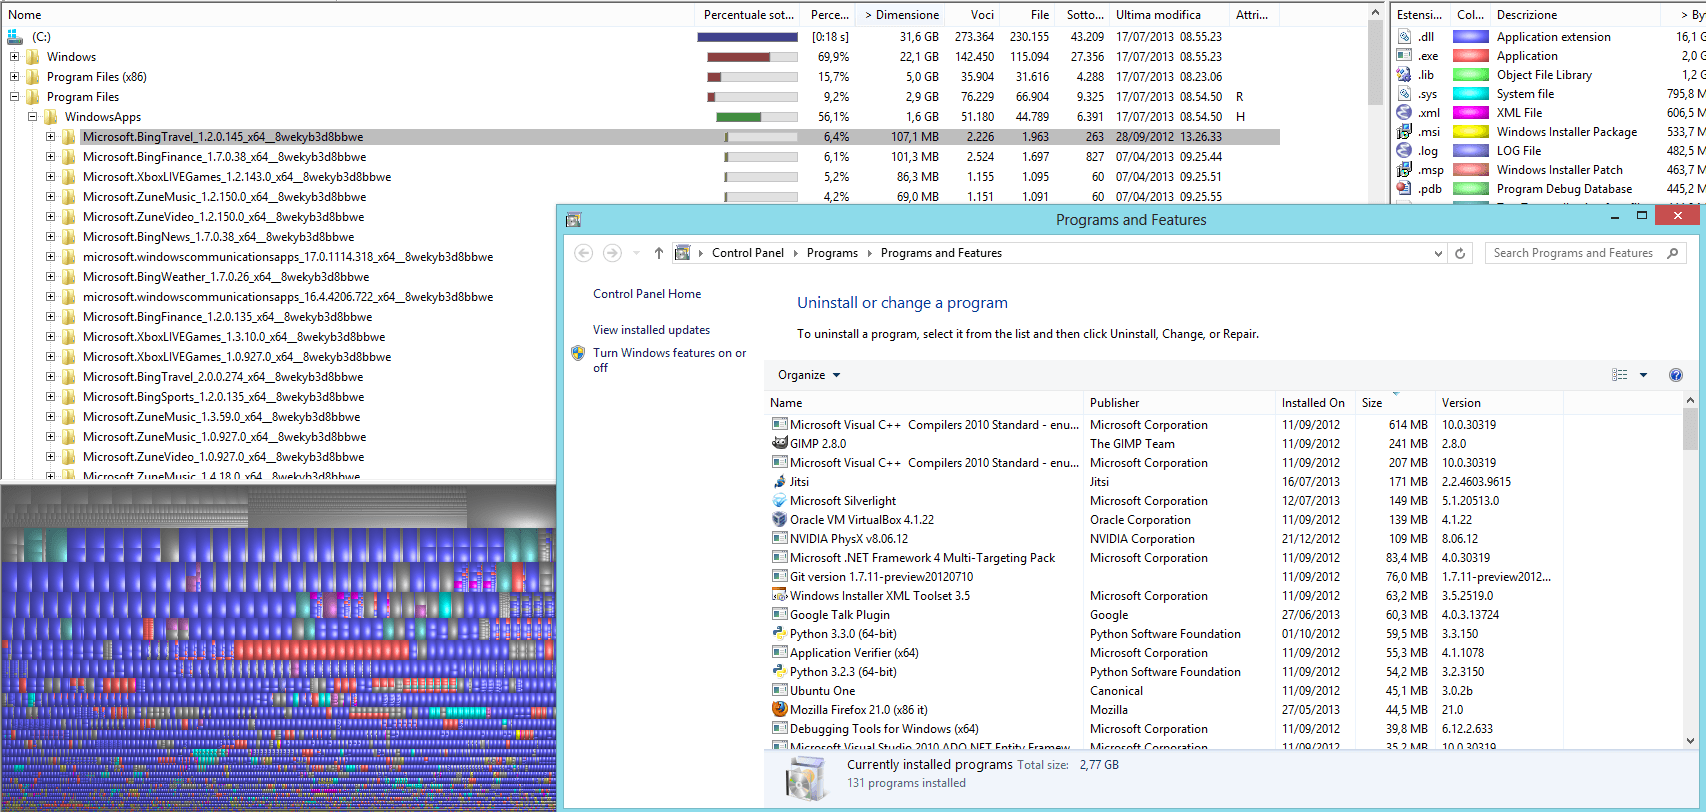 Nome Percentuale sot... Perce... > Dimensione Voci File Sotto... Ultima modifica Attri...
(C:) [0:18 s] 31,6 GB 273.364 230.155 43.209 17/07/2013 08.55.23
Windows 69,9% 22,1 GB 142.450 115.094 27.356 17/07/2013 08.55.23
Program Files (x86) 15,7% 5,0 GB 35.904 31.616 4.288 17/07/2013 08.23.06
Program Files 9,2% 2,9 GB 76.229 66.904 9.325 17/07/2013 08.54.50 R
WindowsApps 56,1% 1,6 GB 51.180 44.789 6.391 17/07/2013 08.54.50 H
Microsoft.BingTravel_1.2.0.145_x64__8wekyb3d8bbwe 6,4% 107,1 MB 2.226 1.963 263 28/09/2012 13.26.33
Microsoft.BingFinance_1.7.0.38_x64__8wekyb3d8bbwe 6,1% 101,3 MB 2.524 1.697 827 07/04/2013 09.25.44
Microsoft.XboxLIVEGames_1.2.143.0_x64__8wekyb3d8bbwe 5,2% 86,3 MB 1.155 1.095 60 07/04/2013 09.25.51
Microsoft.ZuneMusic_1.2.150.0_x64__8wekyb3d8bbwe 4,2% 69,0 MB 1.151 1.091 60 07/04/2013 09.25.55
Microsoft.ZuneVideo_1.2.150.0_x64__8wekyb3d8bbwe
Microsoft.BingNews_1.7.0.38_x64__8wekyb3d8bbwe
microsoft.windowscommunicationsapps_17.0.1114.318_x64__8wekyb3d8bbwe
Microsoft.BingWeather_1.7.0.26_x64__8wekyb3d8bbwe
microsoft.windowscommunicationsapps_16.4.4206.722_x64__8wekyb3d8bbwe
Microsoft.BingFinance_1.2.0.135_x64__8wekyb3d8bbwe
Microsoft.XboxLIVEGames_1.3.10.0_x64__8wekyb3d8bbwe
Microsoft.XboxLIVEGames_1.0.927.0_x64__8wekyb3d8bbwe
Microsoft.BingTravel_2.0.0.274_x64__8wekyb3d8bbwe
Microsoft.BingSports_1.2.0.135_x64__8wekyb3d8bbwe
Microsoft.ZuneMusic_1.3.59.0_x64__8wekyb3d8bbwe
Microsoft.ZuneMusic_1.0.927.0_x64__8wekyb3d8bbwe
Microsoft.ZuneVideo_1.0.927.0_x64__8wekyb3d8bbwe
Microsoft.ZuneMusic_1.4.18.0_x64__8wekyb3d8bbwe
Estensi... Col... Descrizione > By
.dll Application extension 16,1 G
.exe Application 2,0 G
.lib Object File Library 1,2 G
.sys System file 795,8 M
.xml XML File 606,5 M
.msi Windows Installer Package 533,7 M
.log LOG File 482,5 M
.msp Windows Installer Patch 463,7 M
.pdb Program Debug Database 445,2 M
Programs and Features
Control Panel Programs Programs and Features
Search Programs and Features
Control Panel Home
View installed updates
Turn Windows features on or
off
Uninstall or change a program
To uninstall a program, select it from the list and then click Uninstall, Change, or Repair.
Organize
Name Publisher Installed On Size Version
Microsoft Visual C++ Compilers 2010 Standard - enu... Microsoft Corporation 11/09/2012 614 MB 10.0.30319
GIMP 2.8.0 The GIMP Team 11/09/2012 241 MB 2.8.0
Microsoft Visual C++ Compilers 2010 Standard - enu... Microsoft Corporation 11/09/2012 207 MB 10.0.30319
Jitsi Jitsi 16/07/2013 171 MB 2.2.4603.9615
Microsoft Silverlight Microsoft Corporation 12/07/2013 149 MB 5.1.20513.0
Oracle VM VirtualBox 4.1.22 Oracle Corporation 11/09/2012 139 MB 4.1.22
NVIDIA PhysX v8.06.12 NVIDIA Corporation 21/12/2012 109 MB 8.06.12
Microsoft .NET Framework 4 Multi-Targeting Pack Microsoft Corporation 11/09/2012 83,4 MB 4.0.30319
Git version 1.7.11-preview20120710 11/09/2012 76,0 MB 1.7.11-preview2012...
Windows Installer XML Toolset 3.5 Microsoft Corporation 11/09/2012 63,2 MB 3.5.2519.0
Google Talk Plugin Google 27/06/2013 60,3 MB 4.0.3.13724
Python 3.3.0 (64-bit) Python Software Foundation 01/10/2012 59,5 MB 3.3.150
Application Verifier (x64) Microsoft Corporation 11/09/2012 55,3 MB 4.1.1078
Python 3.2.3 (64-bit) Python Software Foundation 11/09/2012 54,2 MB 3.2.3150
Ubuntu One Canonical 11/09/2012 45,1 MB 3.0.2b
Mozilla Firefox 21.0 (x86 it) Mozilla 27/05/2013 44,5 MB 21.0
Debugging Tools for Windows (x64) Microsoft Corporation 11/09/2012 39,8 MB 6.12.2.633
Microsoft Visual Studio 2010 ADO.NET Entity Framew... Microsoft Corporation 11/09/2012 35,2 MB 10.0.30319
Currently installed programs Total size: 2,77 GB
131 programs installed